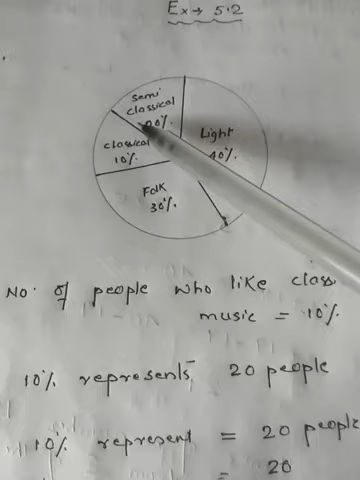 Ex → 5.2
Semi
classical
20%.
Light
40%.
classical
10%.
Folk
30%.
No. of people who like class
music = 10%.
10% represents 20 people
10% represent = 20 people
= 20